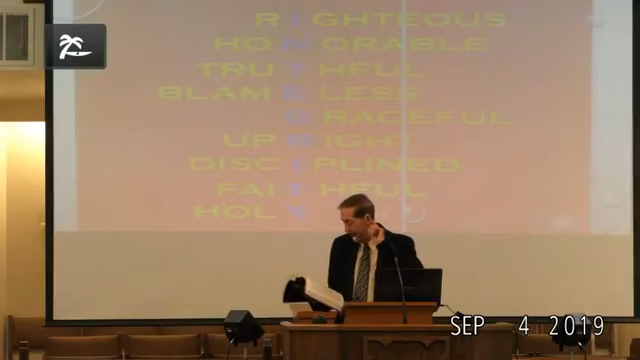 RIGHTEOUS
HONORABLE
TRUTHFUL
BLAMELESS
GRACEFUL
UPRIGHT
DISCIPLINED
FAITHFUL
HOLY
SEP 4 2019